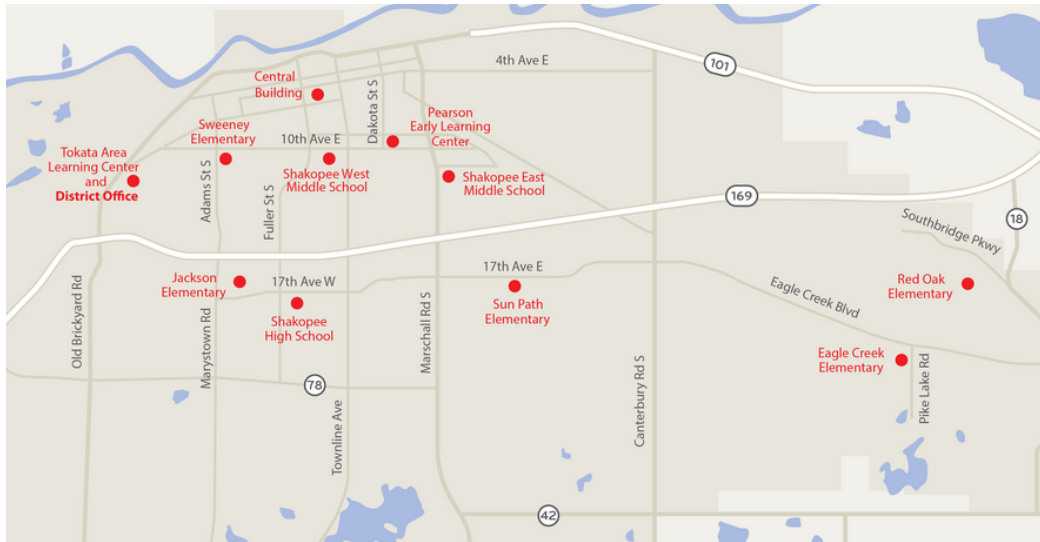 4th Ave E
101
Central
Building
Dakota St S
Pearson
Early Learning
Center
Sweeney
Elementary
10th Ave E
Tokata Area
Learning Center
and
District Office
Adams St S
Shakopee West
Middle School
Fuller St S
Shakopee East
Middle School
169
18
Southbridge Pkwy
Jackson
Elementary
17th Ave W
17th Ave E
Shakopee
High School
Sun Path
Elementary
Eagle Creek Blvd
Red Oak
Elementary
Old Brickyard Rd
Marystown Rd
Marschall Rd S
Eagle Creek
Elementary
Canterbury Rd S
Pike Lake Rd
78
Townline Ave
42